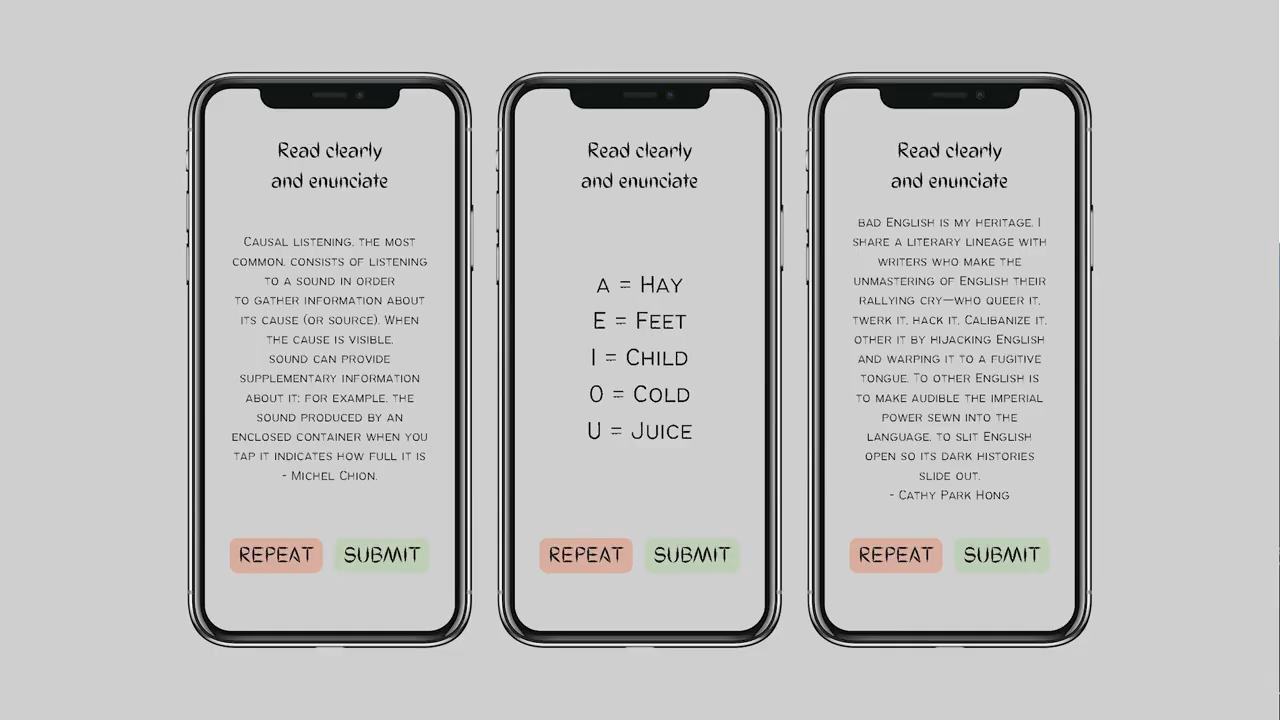 Read clearly
and enunciate
Causal listening, the most
common, consists of listening
to a sound in order
to gather information about
its cause (or source). When
the cause is visible,
sound can provide
supplementary information
about it; for example, the
sound produced by an
enclosed container when you
tap it indicates how full it is
- Michel Chion.
REPEAT
SUBMIT
Read clearly
and enunciate
A = Hay
E = Feet
I = Child
O = Cold
U = Juice
REPEAT
SUBMIT
Read clearly
and enunciate
bad English is my heritage. I
share a literary lineage with
writers who make the
unmastering of English their
rallying cry—who queer it,
twerk it, hack it, Calibanize it,
other it by hijacking English
and warping it to a fugitive
tongue. To other English is
to make audible the imperial
power sewn into the
language, to slit English
open so its dark histories
slide out.
- Cathy Park Hong
REPEAT
SUBMIT